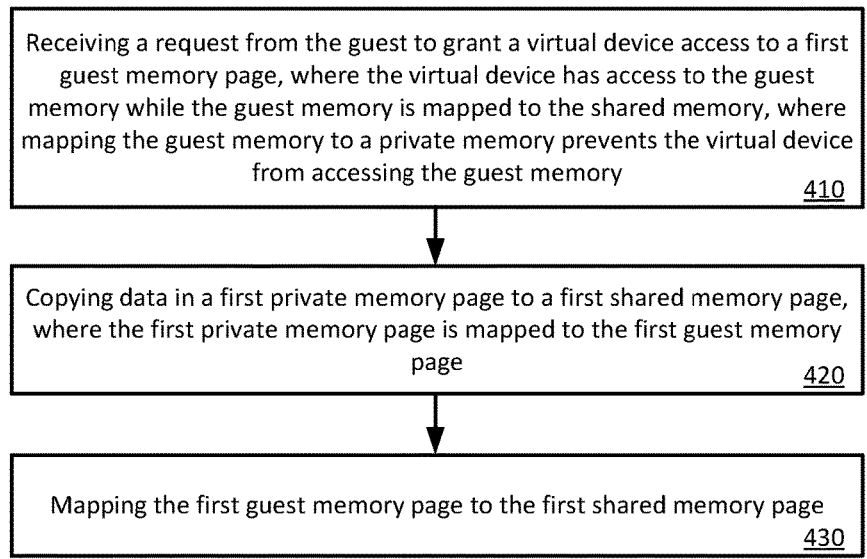 Receiving a request from the guest to grant a virtual device access to a first
guest memory page, where the virtual device has access to the guest
memory while the guest memory is mapped to the shared memory, where
mapping the guest memory to a private memory prevents the virtual device
from accessing the guest memory
410
Copying data in a first private memory page to a first shared memory page,
where the first private memory page is mapped to the first guest memory
page
420
Mapping the first guest memory page to the first shared memory page
430